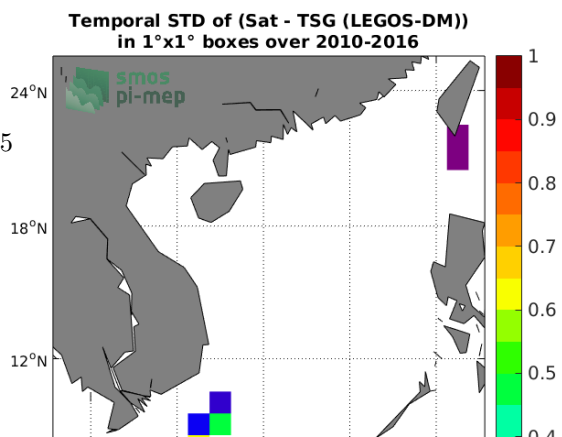 Temporal STD of (Sat - TSG (LEGOS-DM))
in 1°x1° boxes over 2010-2016
smos
pi-mep
24°N
18°N
12°N
5
1
0.9
0.8
0.7
0.6
0.5
0.4